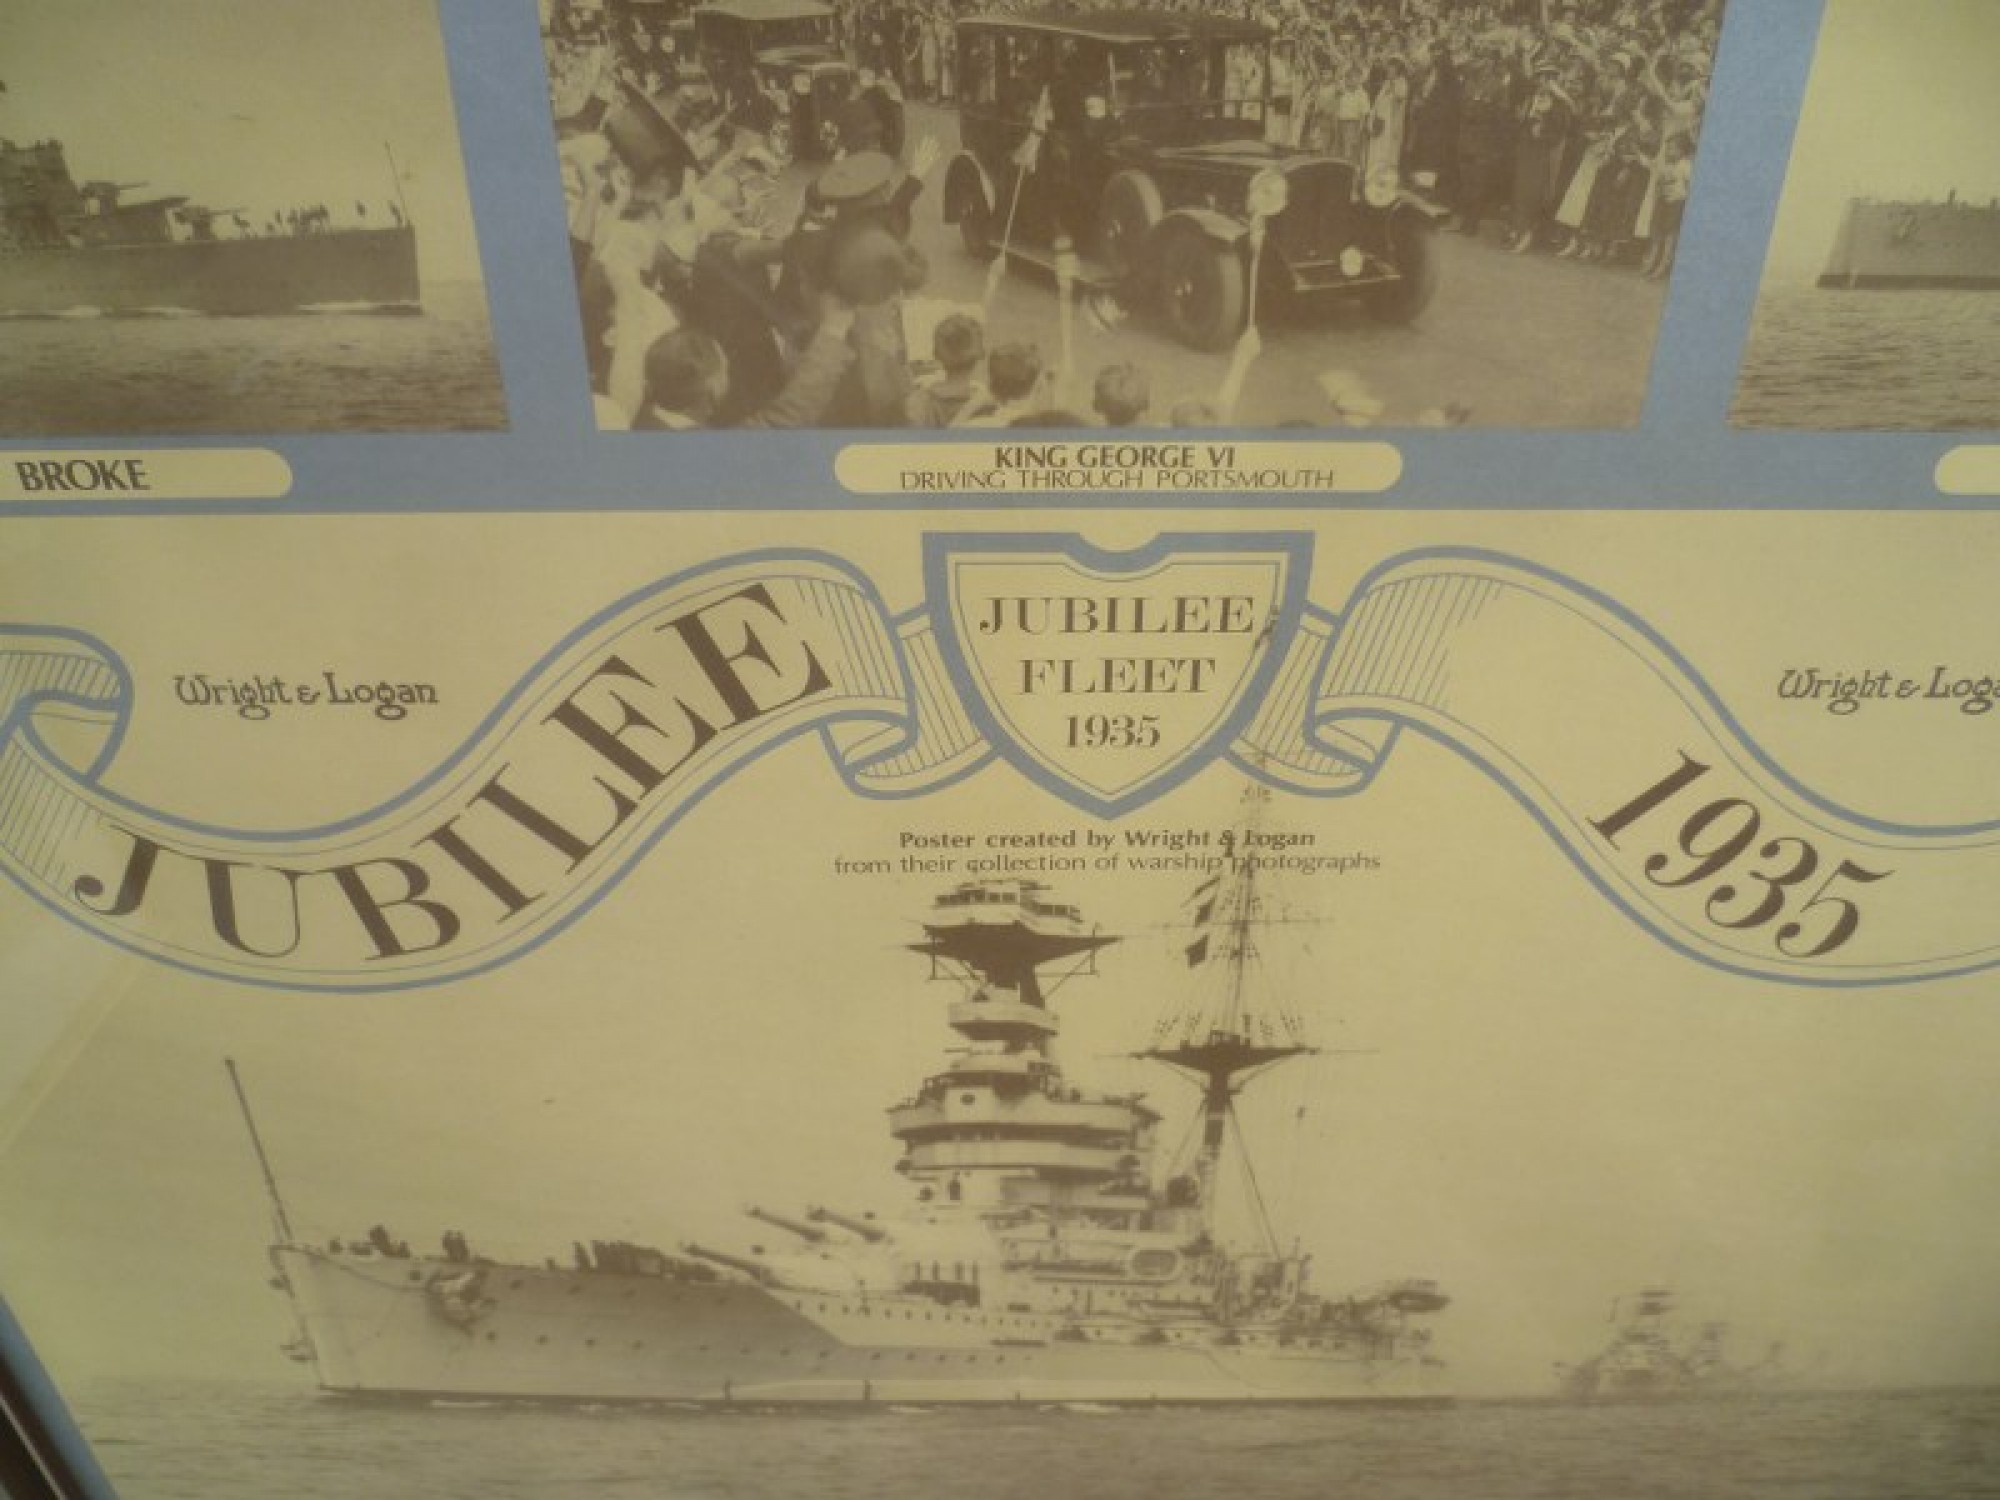 BROKE
KING GEORGE VI
DRIVING THROUGH PORTSMOUTH
JUBILEE
FLEET
1935
Wright & Logan
Wright & Loga
JUBILEE
1935
Poster created by Wright & Logan
from their collection of warship photographs